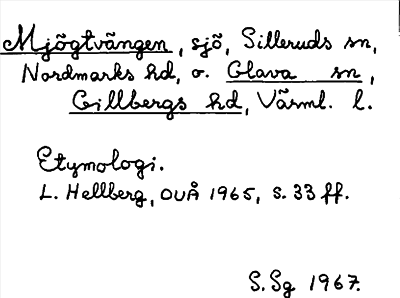 Mjögtvängen, sjö, Silleruds sn,
Nordmarks hd, o. Glava sn,
Gillbergs hd, Värml. l.
Etymologi.
L. Hellberg, OUÅ 1965, s. 33 ff.
S. Sg 1967.